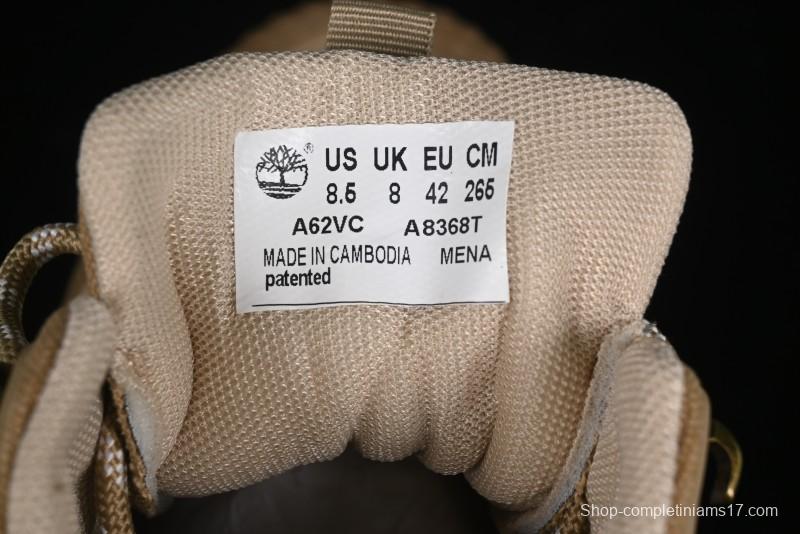 US UK EU CM
8.5 8 42 265
A62VC A8368T
MADE IN CAMBODIA MENA
patented
Shop-completiniams17.com